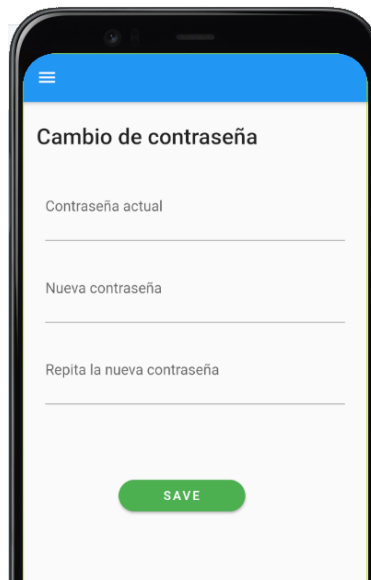 Cambio de contraseña
Contraseña actual
Nueva contraseña
Repita la nueva contraseña
SAVE